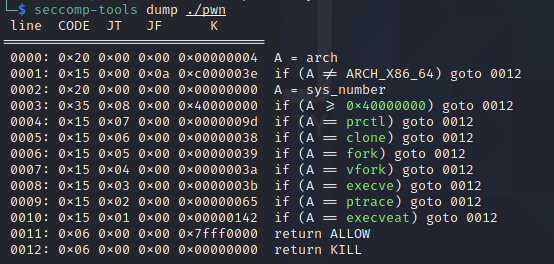 $ seccomp-tools dump ./pwn
line CODE JT JF K
=================================
0000: 0x20 0x00 0x00 0x00000004 A = arch
0001: 0x15 0x00 0x0a 0xc000003e if (A != ARCH_X86_64) goto 0012
0002: 0x20 0x00 0x00 0x00000000 A = sys_number
0003: 0x35 0x08 0x00 0x40000000 if (A >= 0x40000000) goto 0012
0004: 0x15 0x07 0x00 0x0000009d if (A == prctl) goto 0012
0005: 0x15 0x06 0x00 0x00000038 if (A == clone) goto 0012
0006: 0x15 0x05 0x00 0x00000039 if (A == fork) goto 0012
0007: 0x15 0x04 0x00 0x0000003a if (A == vfork) goto 0012
0008: 0x15 0x03 0x00 0x0000003b if (A == execve) goto 0012
0009: 0x15 0x02 0x00 0x00000065 if (A == ptrace) goto 0012
0010: 0x15 0x01 0x00 0x00000142 if (A == execveat) goto 0012
0011: 0x06 0x00 0x00 0x7fff0000 return ALLOW
0012: 0x06 0x00 0x00 0x00000000 return KILL